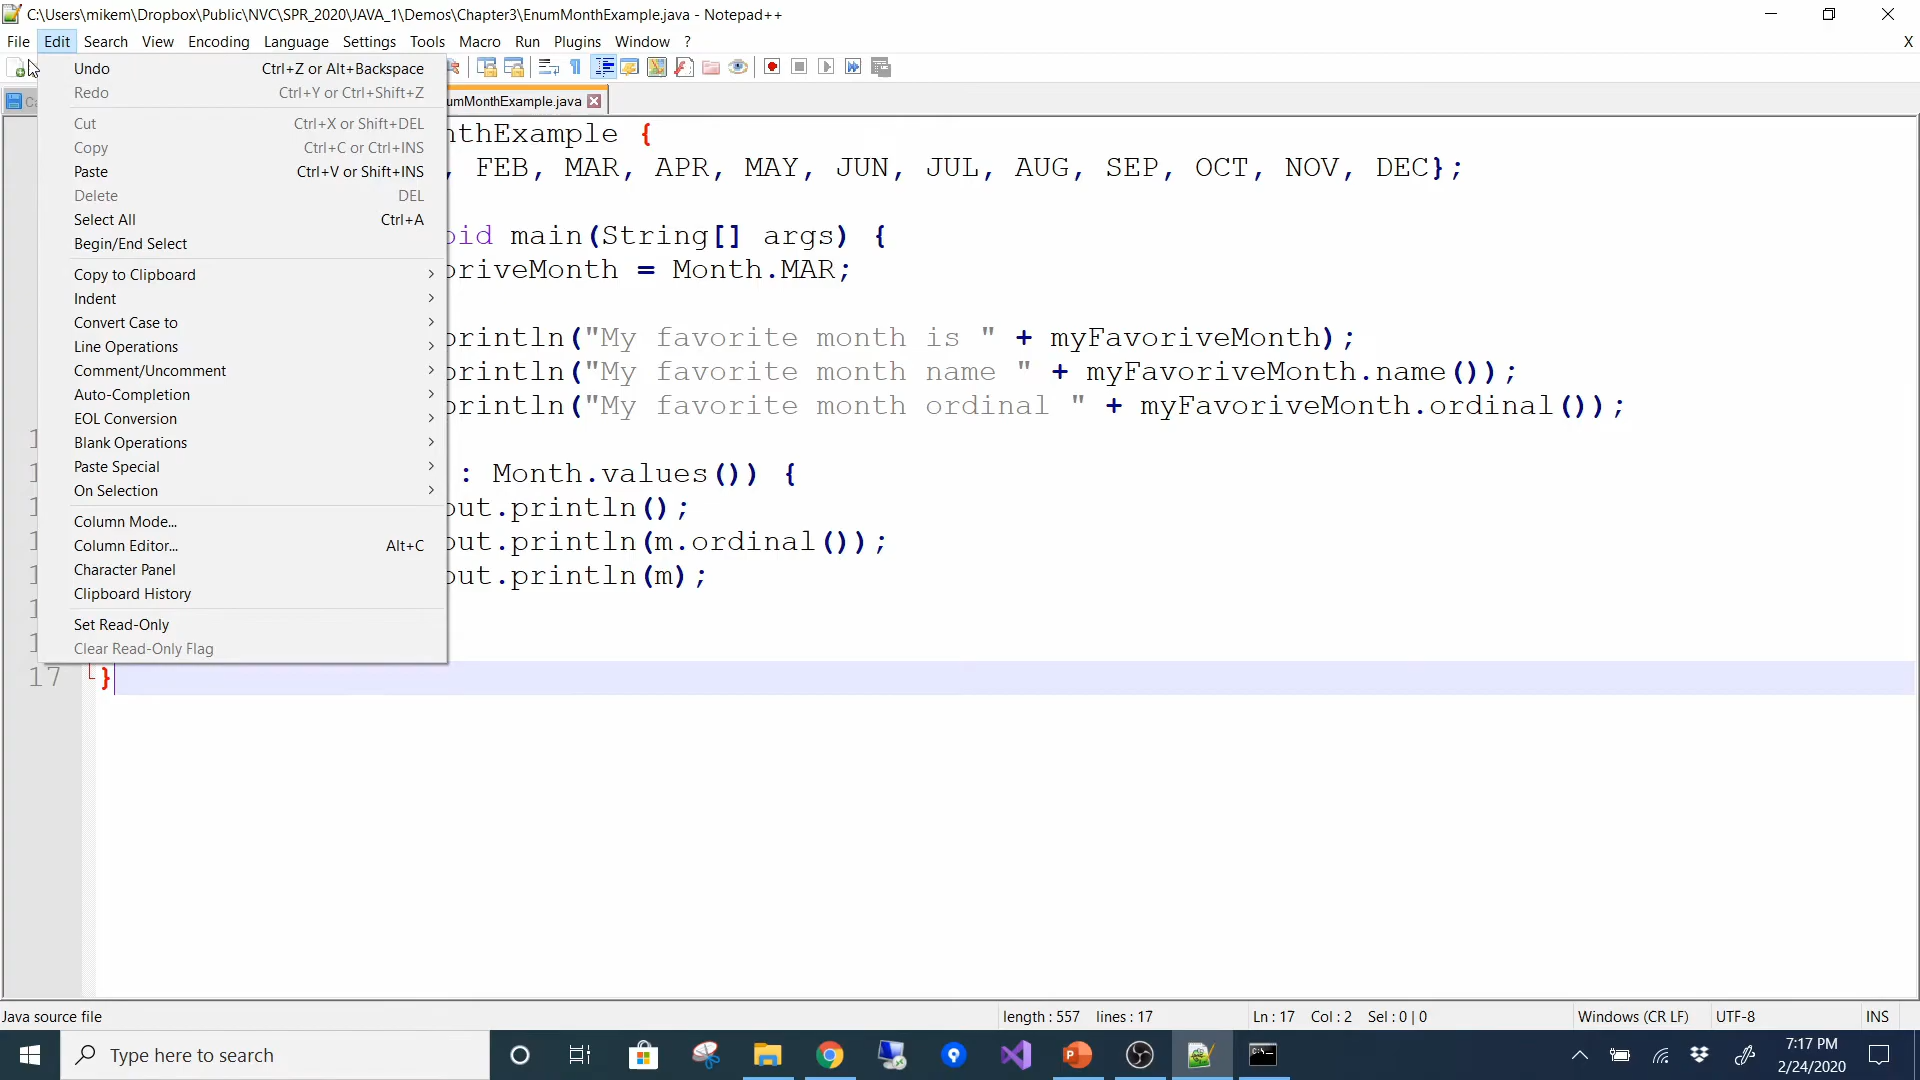 C:\Users\mikem\Dropbox\Public\NVC\SPR_2020\JAVA_1\Demos\Chapter3\EnumMonthExample.java - Notepad++
File Edit Search View Encoding Language Settings Tools Macro Run Plugins Window ? X
umMonthExample.java
Undo Ctrl+Z or Alt+Backspace
Redo Ctrl+Y or Ctrl+Shift+Z
Cut Ctrl+X or Shift+DEL
Copy Ctrl+C or Ctrl+INS
Paste Ctrl+V or Shift+INS
Delete DEL
Select All Ctrl+A
Begin/End Select
Copy to Clipboard
Indent
Convert Case to
Line Operations
Comment/Uncomment
Auto-Completion
EOL Conversion
Blank Operations
Paste Special
On Selection
Column Mode...
Column Editor... Alt+C
Character Panel
Clipboard History
Set Read-Only
Clear Read-Only Flag
nthExample {
, FEB, MAR, APR, MAY, JUN, JUL, AUG, SEP, OCT, NOV, DEC};
oid main(String[] args) {
oriveMonth = Month.MAR;
println("My favorite month is " + myFavoriveMonth);
println("My favorite month name " + myFavoriveMonth.name());
println("My favorite month ordinal " + myFavoriveMonth.ordinal());
: Month.values()) {
out.println();
out.println(m.ordinal());
out.println(m);
17 }
Java source file length : 557 lines : 17 Ln : 17 Col : 2 Sel : 0 | 0 Windows (CR LF) UTF-8 INS
Type here to search
7:17 PM
2/24/2020